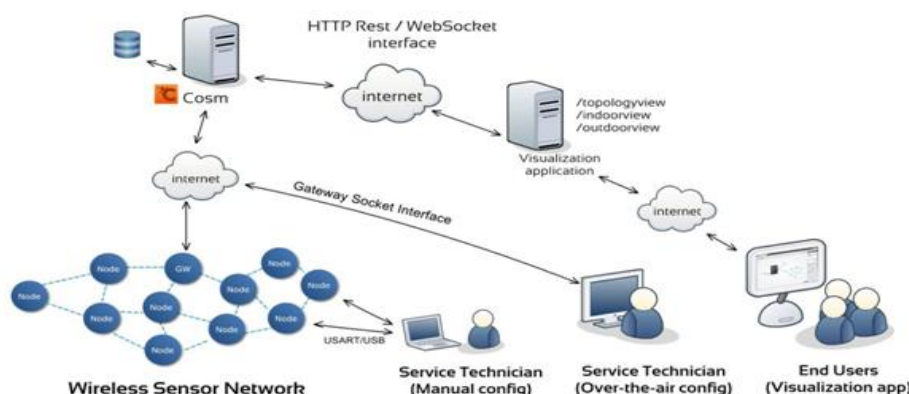 HTTP Rest / WebSocket
interface
°C Cosm
internet
/topologyview
/indoorview
/outdoorview
Visualization
application
internet
Gateway Socket Interface
internet
Node
GW
Node
Node
Node
Node
Node
Node
Node
Node
Node
Node
USART/USB
Wireless Sensor Network
Service Technician
(Manual config)
Service Technician
(Over-the-air config)
End Users
(Visualization app)